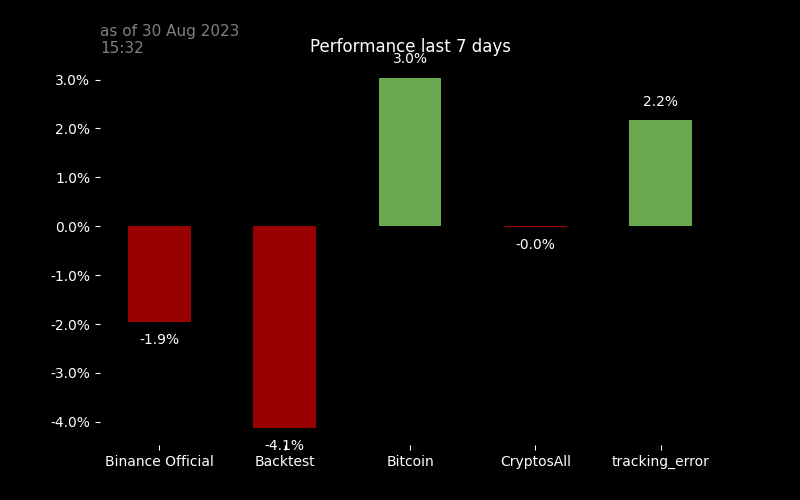 as of 30 Aug 2023
15:32
Performance last 7 days
3.0%
3.0%
2.2%
2.0%
1.0%
0.0%
-0.0%
-1.0%
-2.0%
-1.9%
-3.0%
-4.0%
-4.1%
Binance Official
Backtest
Bitcoin
CryptosAll
tracking_error